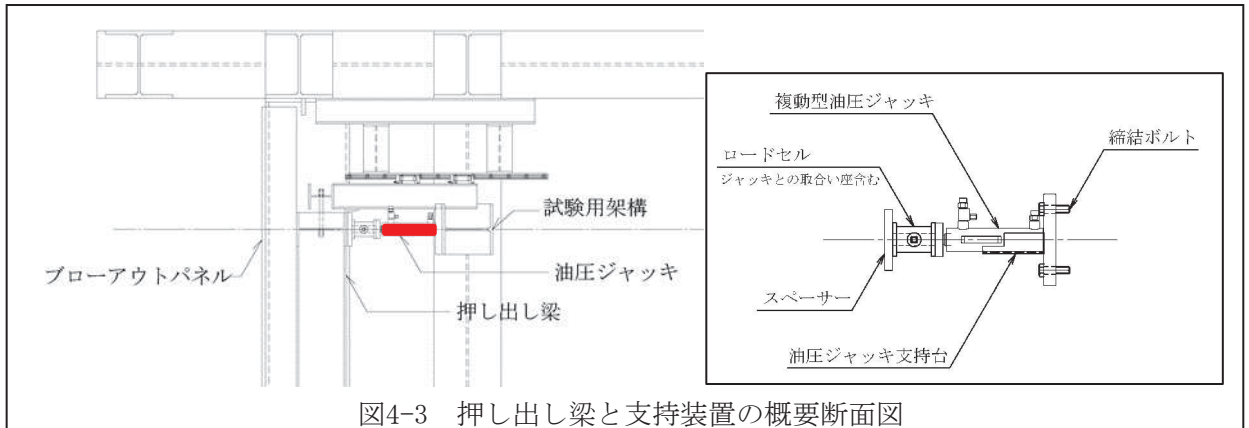 試験用架構
ブローアウトパネル
油圧ジャッキ
押し出し梁
複動型油圧ジャッキ
締結ボルト
ロードセル
ジャッキとの取合い座含む
スペーサー
油圧ジャッキ支持台
図4-3 押し出し梁と支持装置の概要断面図